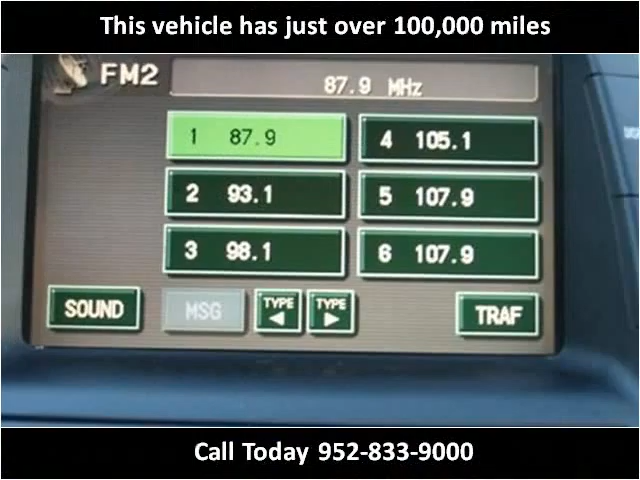 This vehicle has just over 100,000 miles
FM2
87.9 MHz
1 87.9
4 105.1
2 93.1
5 107.9
3 98.1
6 107.9
SOUND
MSG
TYPE
TYPE
TRAF
Call Today 952-833-9000